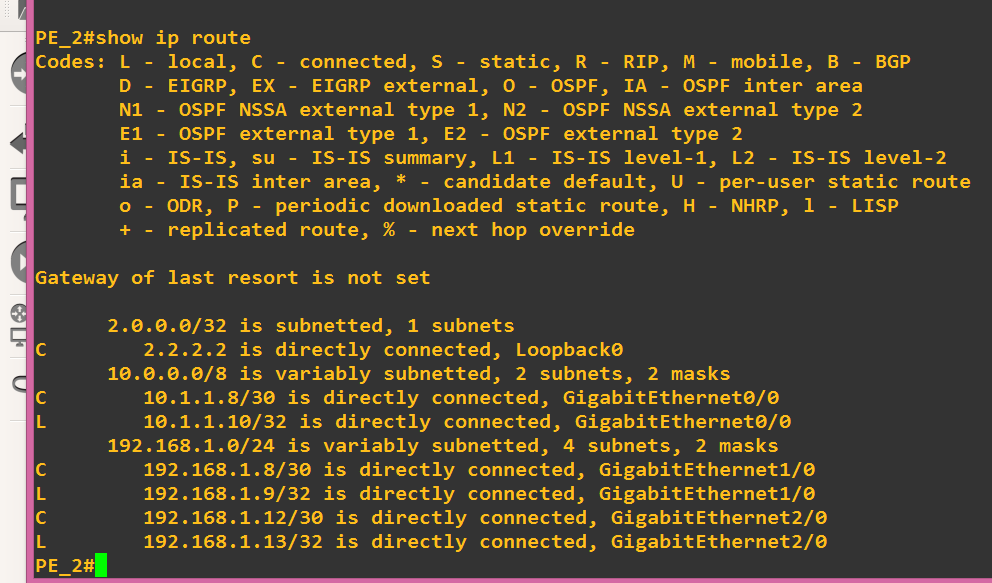 PE_2#show ip route
Codes: L - local, C - connected, S - static, R - RIP, M - mobile, B - BGP
       D - EIGRP, EX - EIGRP external, O - OSPF, IA - OSPF inter area
       N1 - OSPF NSSA external type 1, N2 - OSPF NSSA external type 2
       E1 - OSPF external type 1, E2 - OSPF external type 2
       i - IS-IS, su - IS-IS summary, L1 - IS-IS level-1, L2 - IS-IS level-2
       ia - IS-IS inter area, * - candidate default, U - per-user static route
       o - ODR, P - periodic downloaded static route, H - NHRP, l - LISP
       + - replicated route, % - next hop override

Gateway of last resort is not set

      2.0.0.0/32 is subnetted, 1 subnets
C        2.2.2.2 is directly connected, Loopback0
      10.0.0.0/8 is variably subnetted, 2 subnets, 2 masks
C        10.1.1.8/30 is directly connected, GigabitEthernet0/0
L        10.1.1.10/32 is directly connected, GigabitEthernet0/0
      192.168.1.0/24 is variably subnetted, 4 subnets, 2 masks
C        192.168.1.8/30 is directly connected, GigabitEthernet1/0
L        192.168.1.9/32 is directly connected, GigabitEthernet1/0
C        192.168.1.12/30 is directly connected, GigabitEthernet2/0
L        192.168.1.13/32 is directly connected, GigabitEthernet2/0
PE_2#